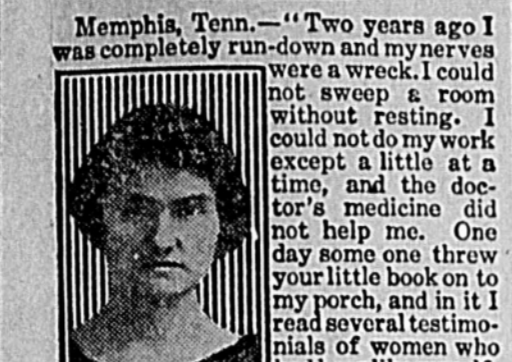 Memphis, Tenn.—"Two years ago I
was completely run-down and my nerves
were a wreck. I could
not sweep a room
without resting. I
could not do my work
except a little at a
time, and the doc-
tor's medicine did
not help me. One
day some one threw
your little book on to
my porch, and in it I
read several testimo-
nials of women who